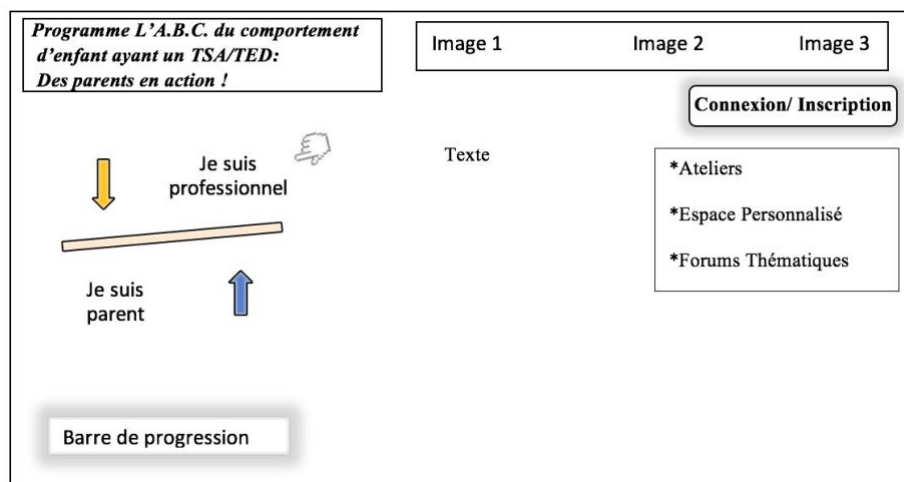 Programme L'A.B.C. du comportement
d'enfant ayant un TSA/TED:
Des parents en action !
Image 1 Image 2 Image 3
Connexion/ Inscription
Je suis
professionnel
Texte
*Ateliers
*Espace Personnalisé
*Forums Thématiques
Je suis
parent
Barre de progression